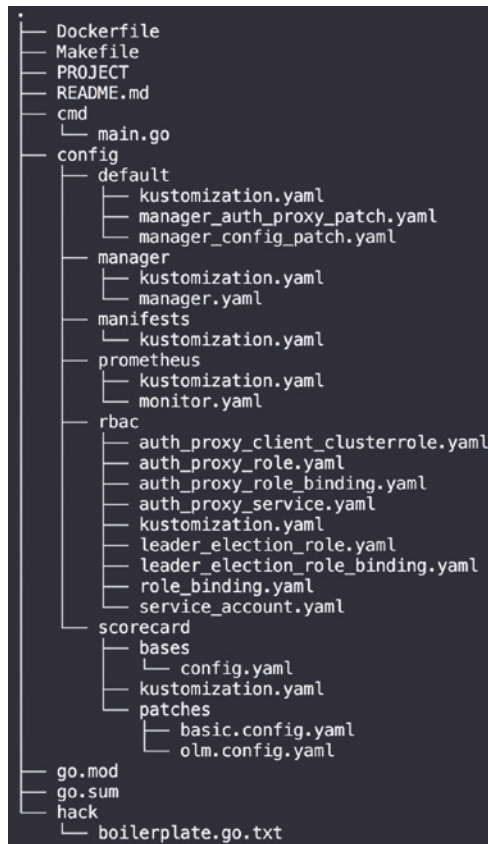 .
├── Dockerfile
├── Makefile
├── PROJECT
├── README.md
├── cmd
│   └── main.go
├── config
│   ├── default
│   │   ├── kustomization.yaml
│   │   ├── manager_auth_proxy_patch.yaml
│   │   └── manager_config_patch.yaml
│   ├── manager
│   │   ├── kustomization.yaml
│   │   └── manager.yaml
│   ├── manifests
│   │   └── kustomization.yaml
│   ├── prometheus
│   │   ├── kustomization.yaml
│   │   └── monitor.yaml
│   ├── rbac
│   │   ├── auth_proxy_client_clusterrole.yaml
│   │   ├── auth_proxy_role.yaml
│   │   ├── auth_proxy_role_binding.yaml
│   │   ├── auth_proxy_service.yaml
│   │   ├── kustomization.yaml
│   │   ├── leader_election_role.yaml
│   │   ├── leader_election_role_binding.yaml
│   │   ├── role_binding.yaml
│   │   └── service_account.yaml
│   └── scorecard
│       ├── bases
│       │   └── config.yaml
│       ├── kustomization.yaml
│       └── patches
│           ├── basic.config.yaml
│           └── olm.config.yaml
├── go.mod
├── go.sum
└── hack
    └── boilerplate.go.txt